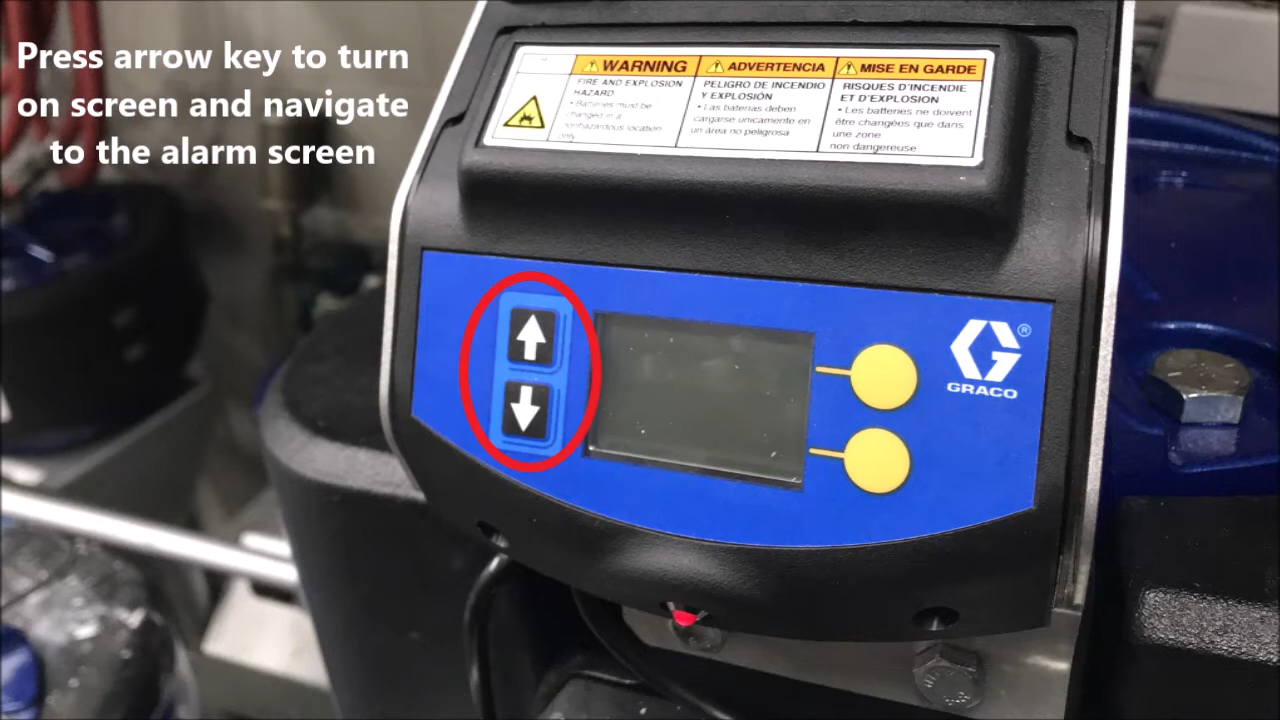 Press arrow key to turn
on screen and navigate
to the alarm screen
WARNING
FIRE AND EXPLOSION
HAZARD
• Batteries must be
changed in a
nonhazardous location
only.
ADVERTENCIA
PELIGRO DE INCENDIO
Y EXPLOSIÓN
• Las baterias deben
cargarse unicamente en
un área no peligrosa
MISE EN GARDE
RISQUES D'INCENDIE
ET D'EXPLOSION
• Les batteries ne doivent
être changées que dans
une zone
non dangereuse
G
®
GRACO